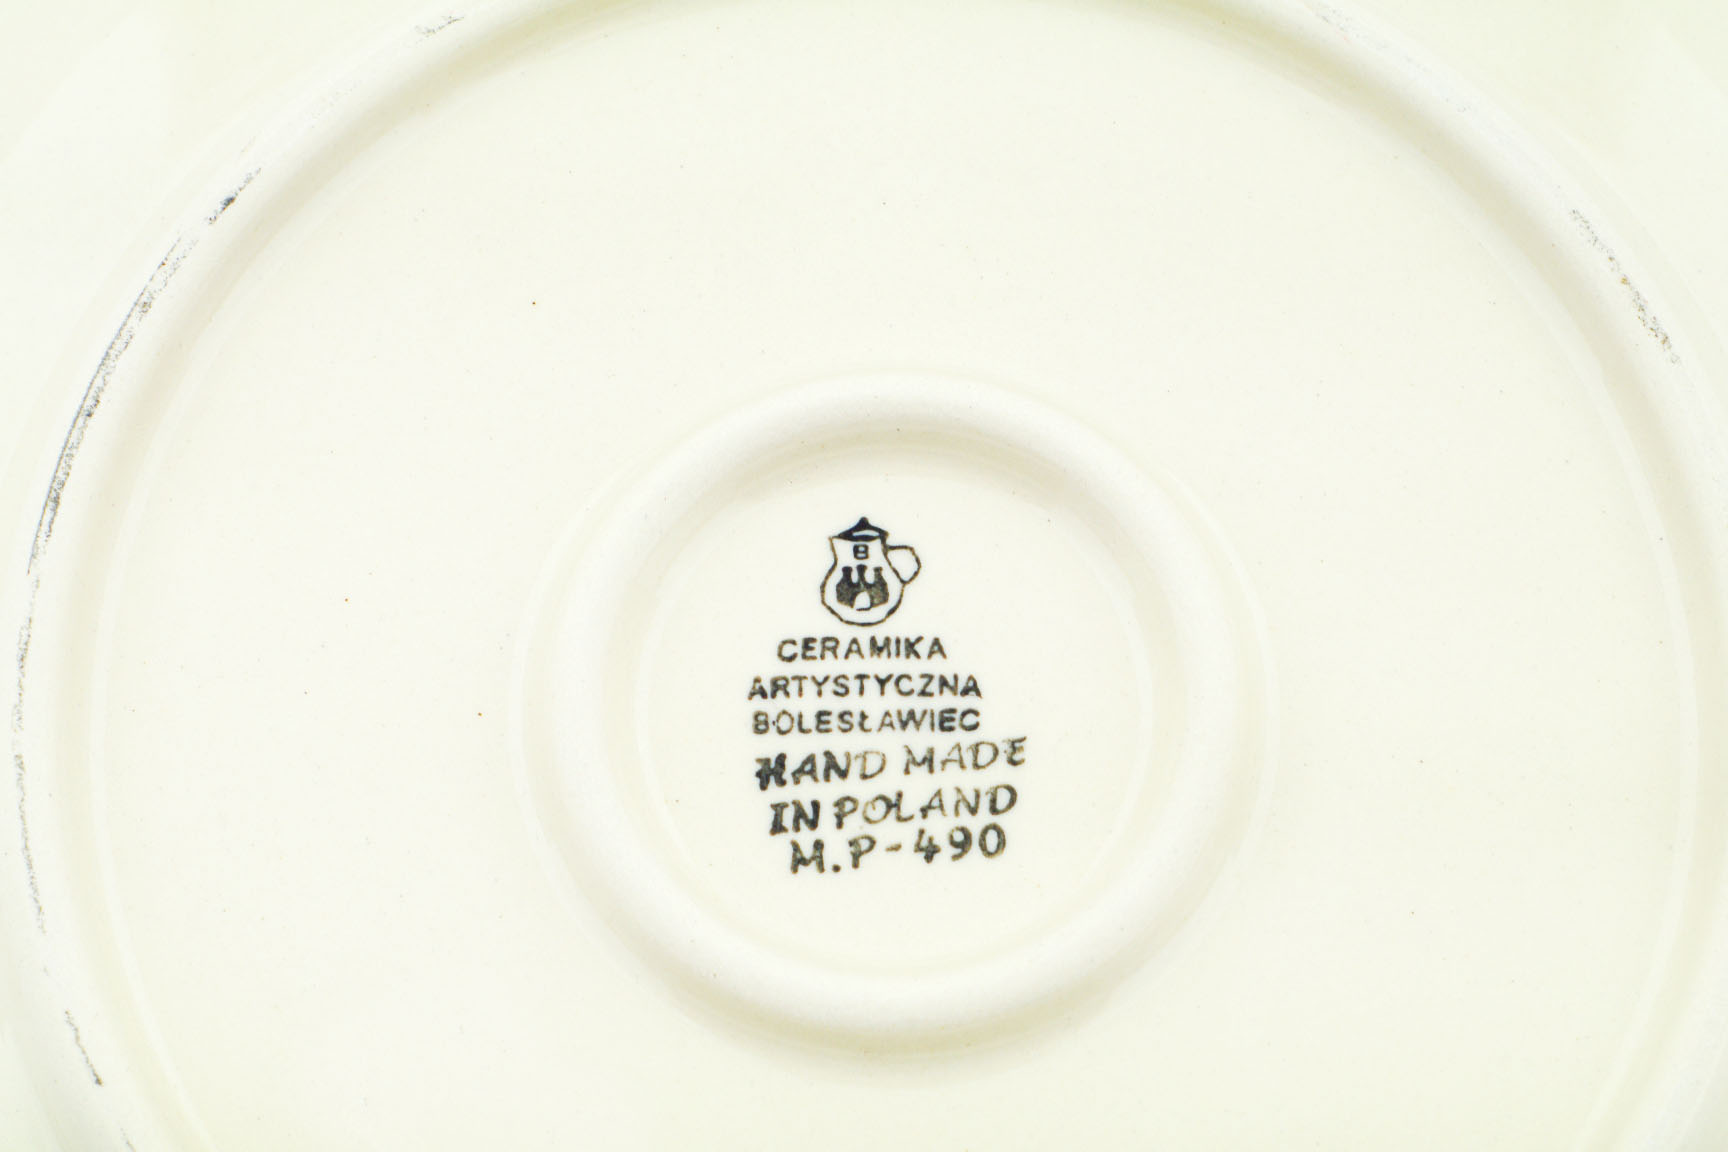 B
CERAMIKA
ARTYSTYCZNA
BOLESŁAWIEC
HAND MADE
IN POLAND
M.P-490